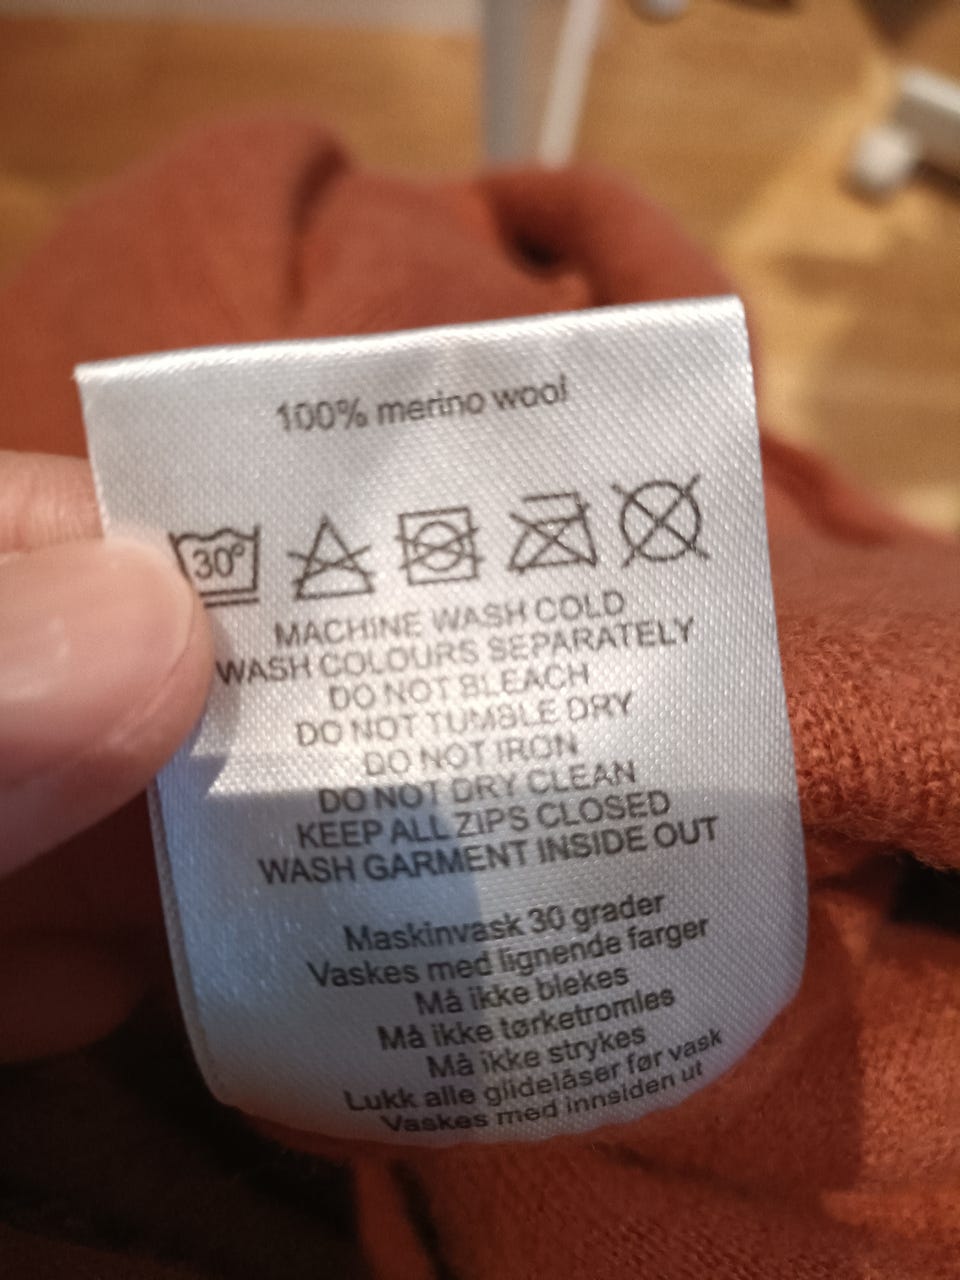 100% merino wool
30°
MACHINE WASH COLD
WASH COLOURS SEPARATELY
DO NOT BLEACH
DO NOT TUMBLE DRY
DO NOT IRON
DO NOT DRY CLEAN
KEEP ALL ZIPS CLOSED
WASH GARMENT INSIDE OUT
Maskinvask 30 grader
Vaskes med lignende farger
Må ikke blekes
Må ikke tørketromles
Må ikke strykes
Lukk alle glidelåser før vask
Vaskes med innsiden ut